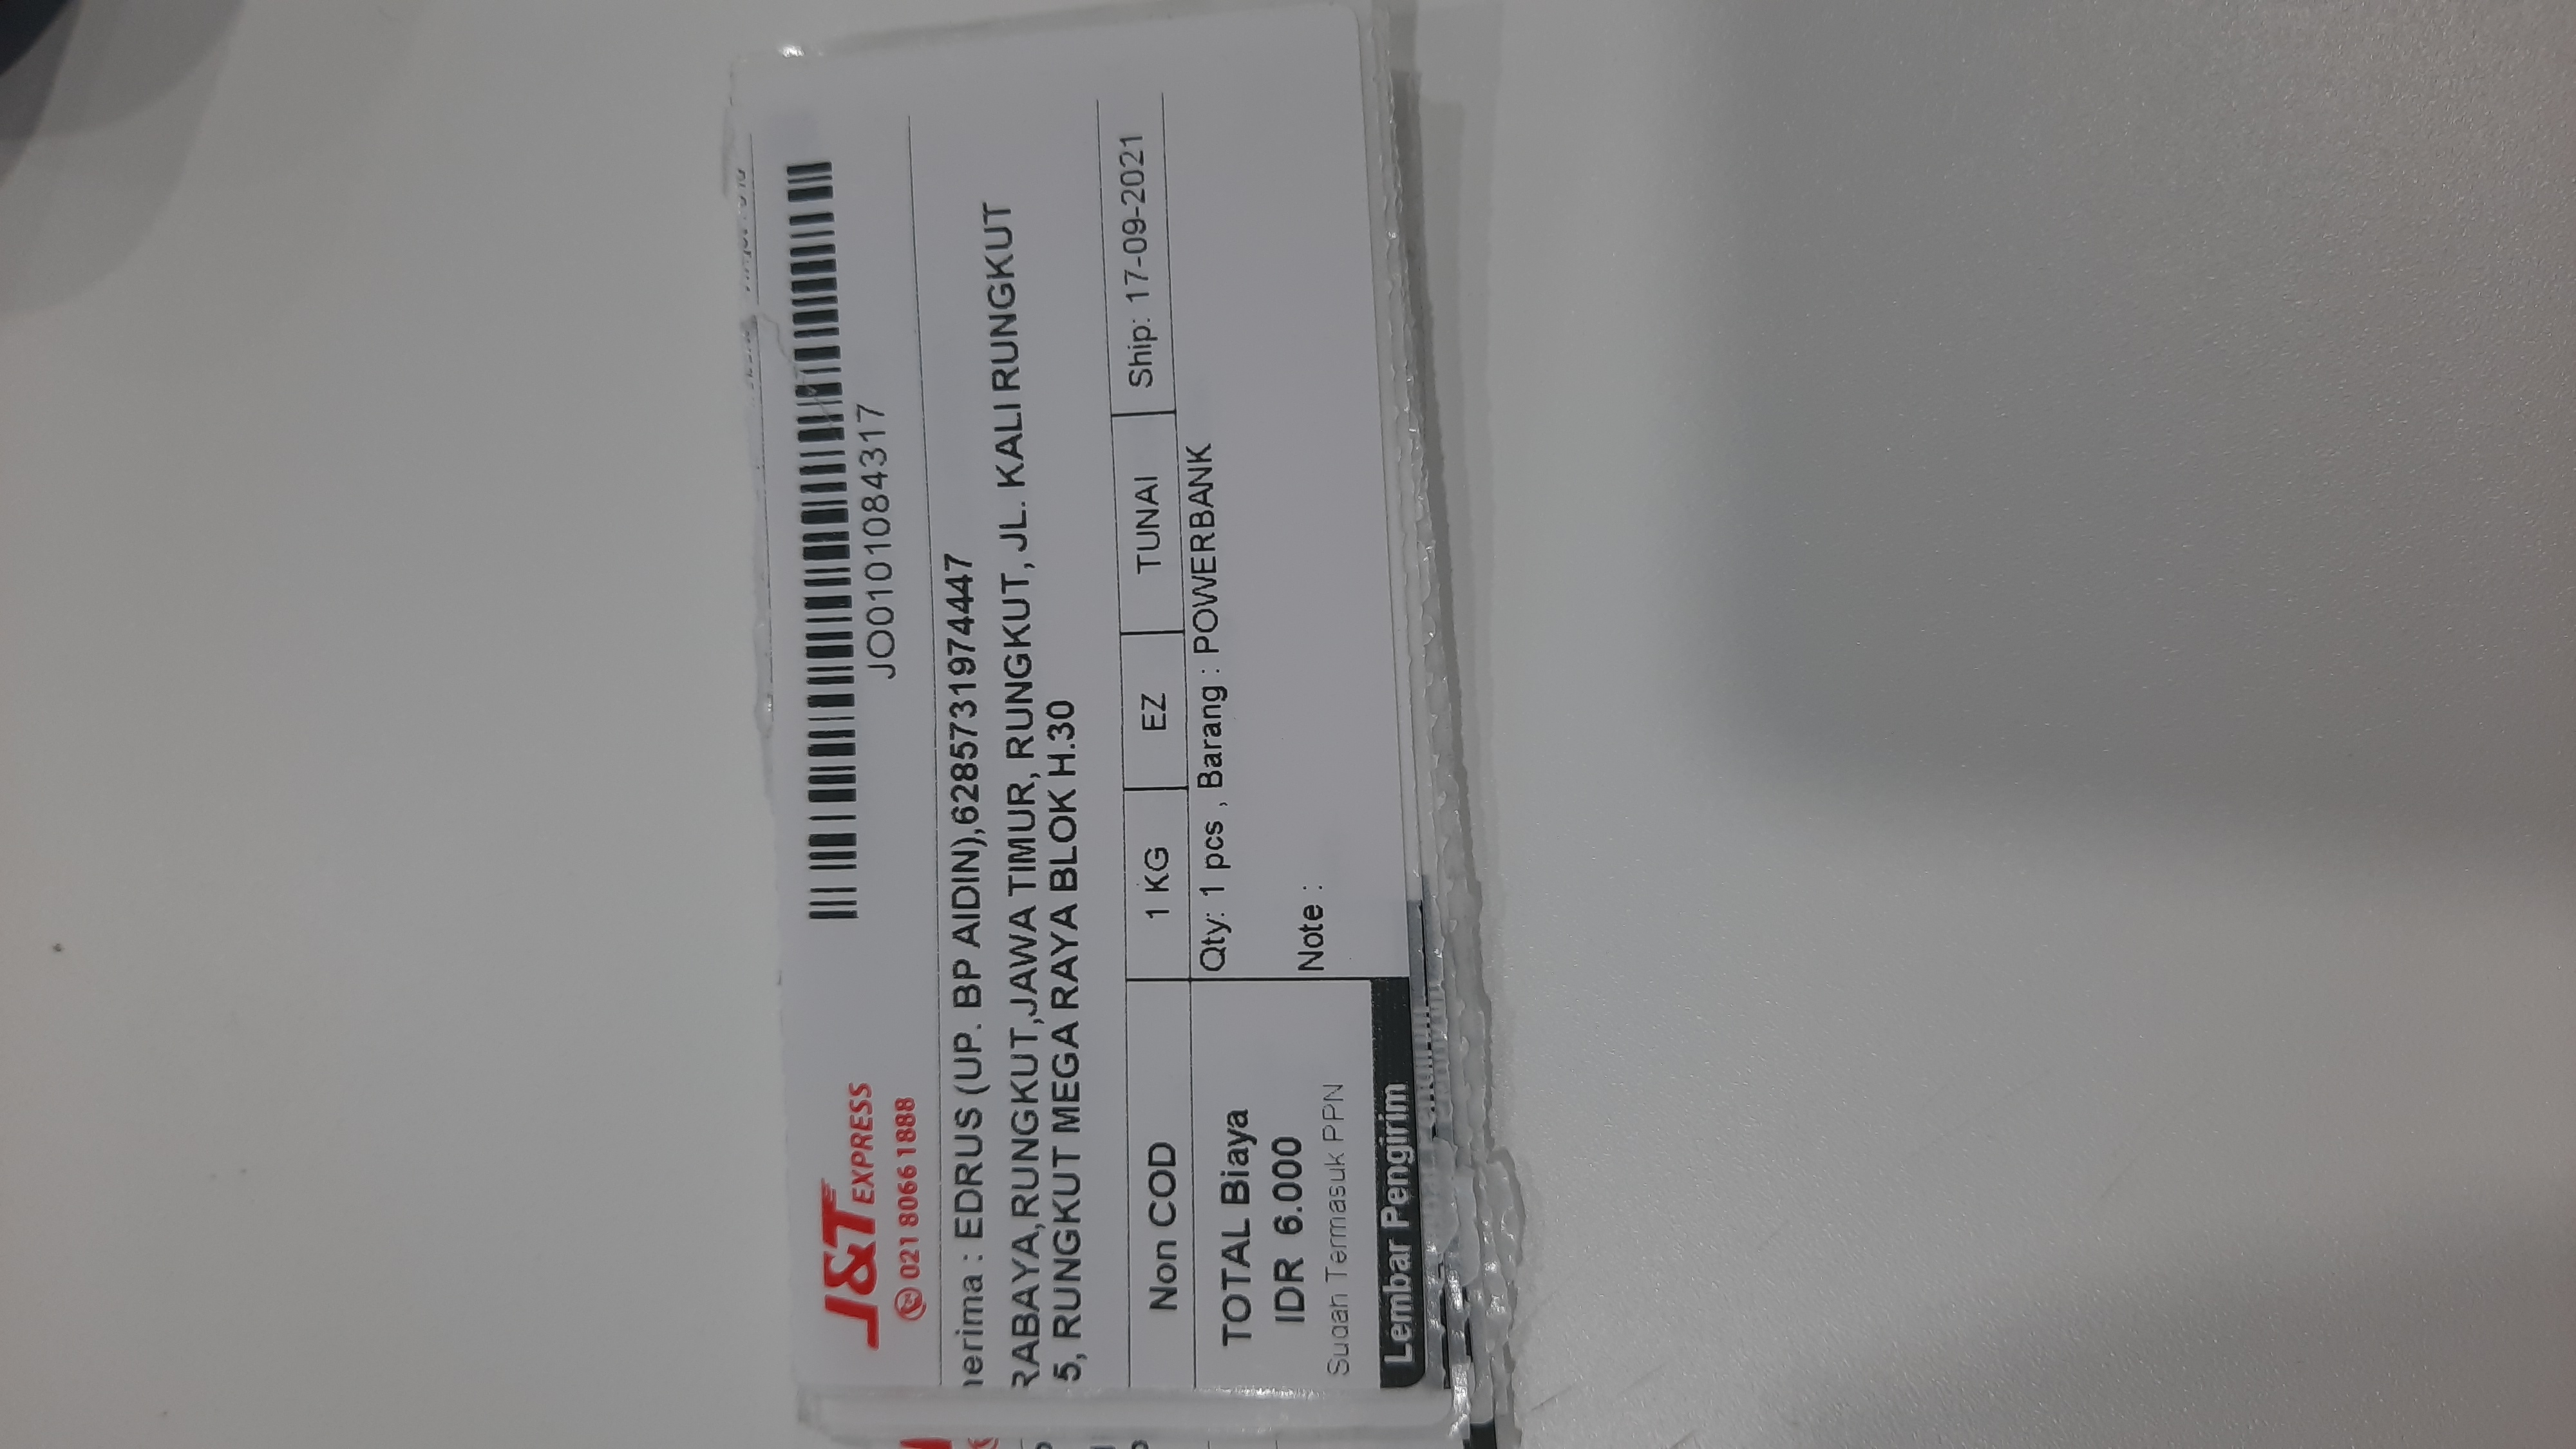 J&T EXPRESS
021 8066 1888
JO0101084317
nerima : EDRUS (UP. BP AIDIN),6285731974447
RABAYA,RUNGKUT,JAWA TIMUR, RUNGKUT, JL. KALI RUNGKUT
5, RUNGKUT MEGA RAYA BLOK H.30
Non COD 1 KG EZ TUNAI Ship: 17-09-2021
TOTAL Biaya
IDR 6.000
Sudah Termasuk PPN
Qty: 1 pcs , Barang : POWERBANK
Note :
Lembar Pengirim